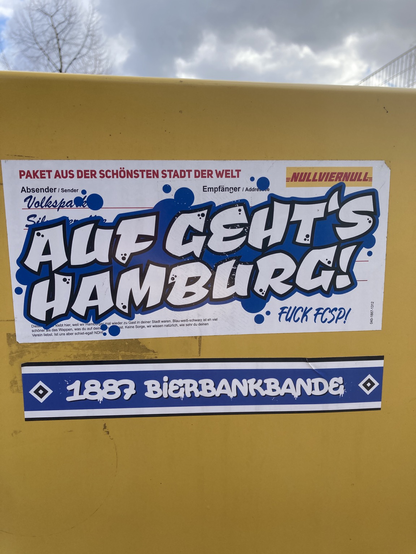 PAKET AUS DER SCHÖNSTEN STADT DER WELT
NULLVIERNULL
Absender / Sender
Empfänger / Addressee
Volkspark
AUF GEHT'S
HAMBURG!
FUCK FCSP!
1887 BIERBANKBANDE